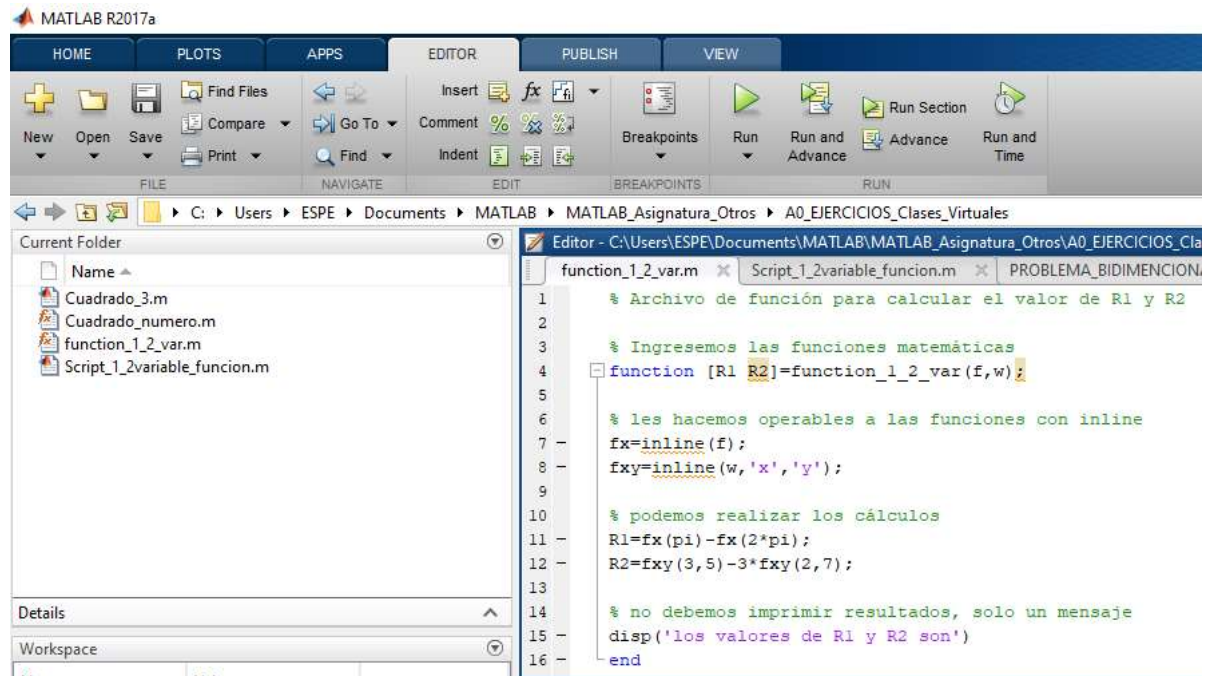 MATLAB R2017a
HOME PLOTS APPS EDITOR PUBLISH VIEW
New Open Save
Find Files
Compare
Print
FILE
Go To
Find
NAVIGATE
Insert fx
Comment
Indent
EDIT
Breakpoints
BREAKPOINTS
Run
Run and Advance
Run Section
Advance
Run and Time
RUN
C: Users ESPE Documents MATLAB MATLAB_Asignatura_Otros A0_EJERCICIOS_Clases_Virtuales
Current Folder
Name
Cuadrado_3.m
Cuadrado_numero.m
function_1_2_var.m
Script_1_2variable_funcion.m
Details
Workspace
Editor - C:\Users\ESPE\Documents\MATLAB\MATLAB_Asignatura_Otros\A0_EJERCICIOS_Cla
function_1_2_var.m Script_1_2variable_funcion.m PROBLEMA_BIDIMENCION
1 % Archivo de función para calcular el valor de R1 y R2
2
3 % Ingresemos las funciones matemáticas
4 function [R1 R2]=function_1_2_var(f,w);
5
6 % les hacemos operables a las funciones con inline
7 – fx=inline(f);
8 – fxy=inline(w,'x','y');
9
10 % podemos realizar los cálculos
11 – R1=fx(pi)-fx(2*pi);
12 – R2=fxy(3,5)-3*fxy(2,7);
13
14 % no debemos imprimir resultados, solo un mensaje
15 – disp('los valores de R1 y R2 son')
16 – end